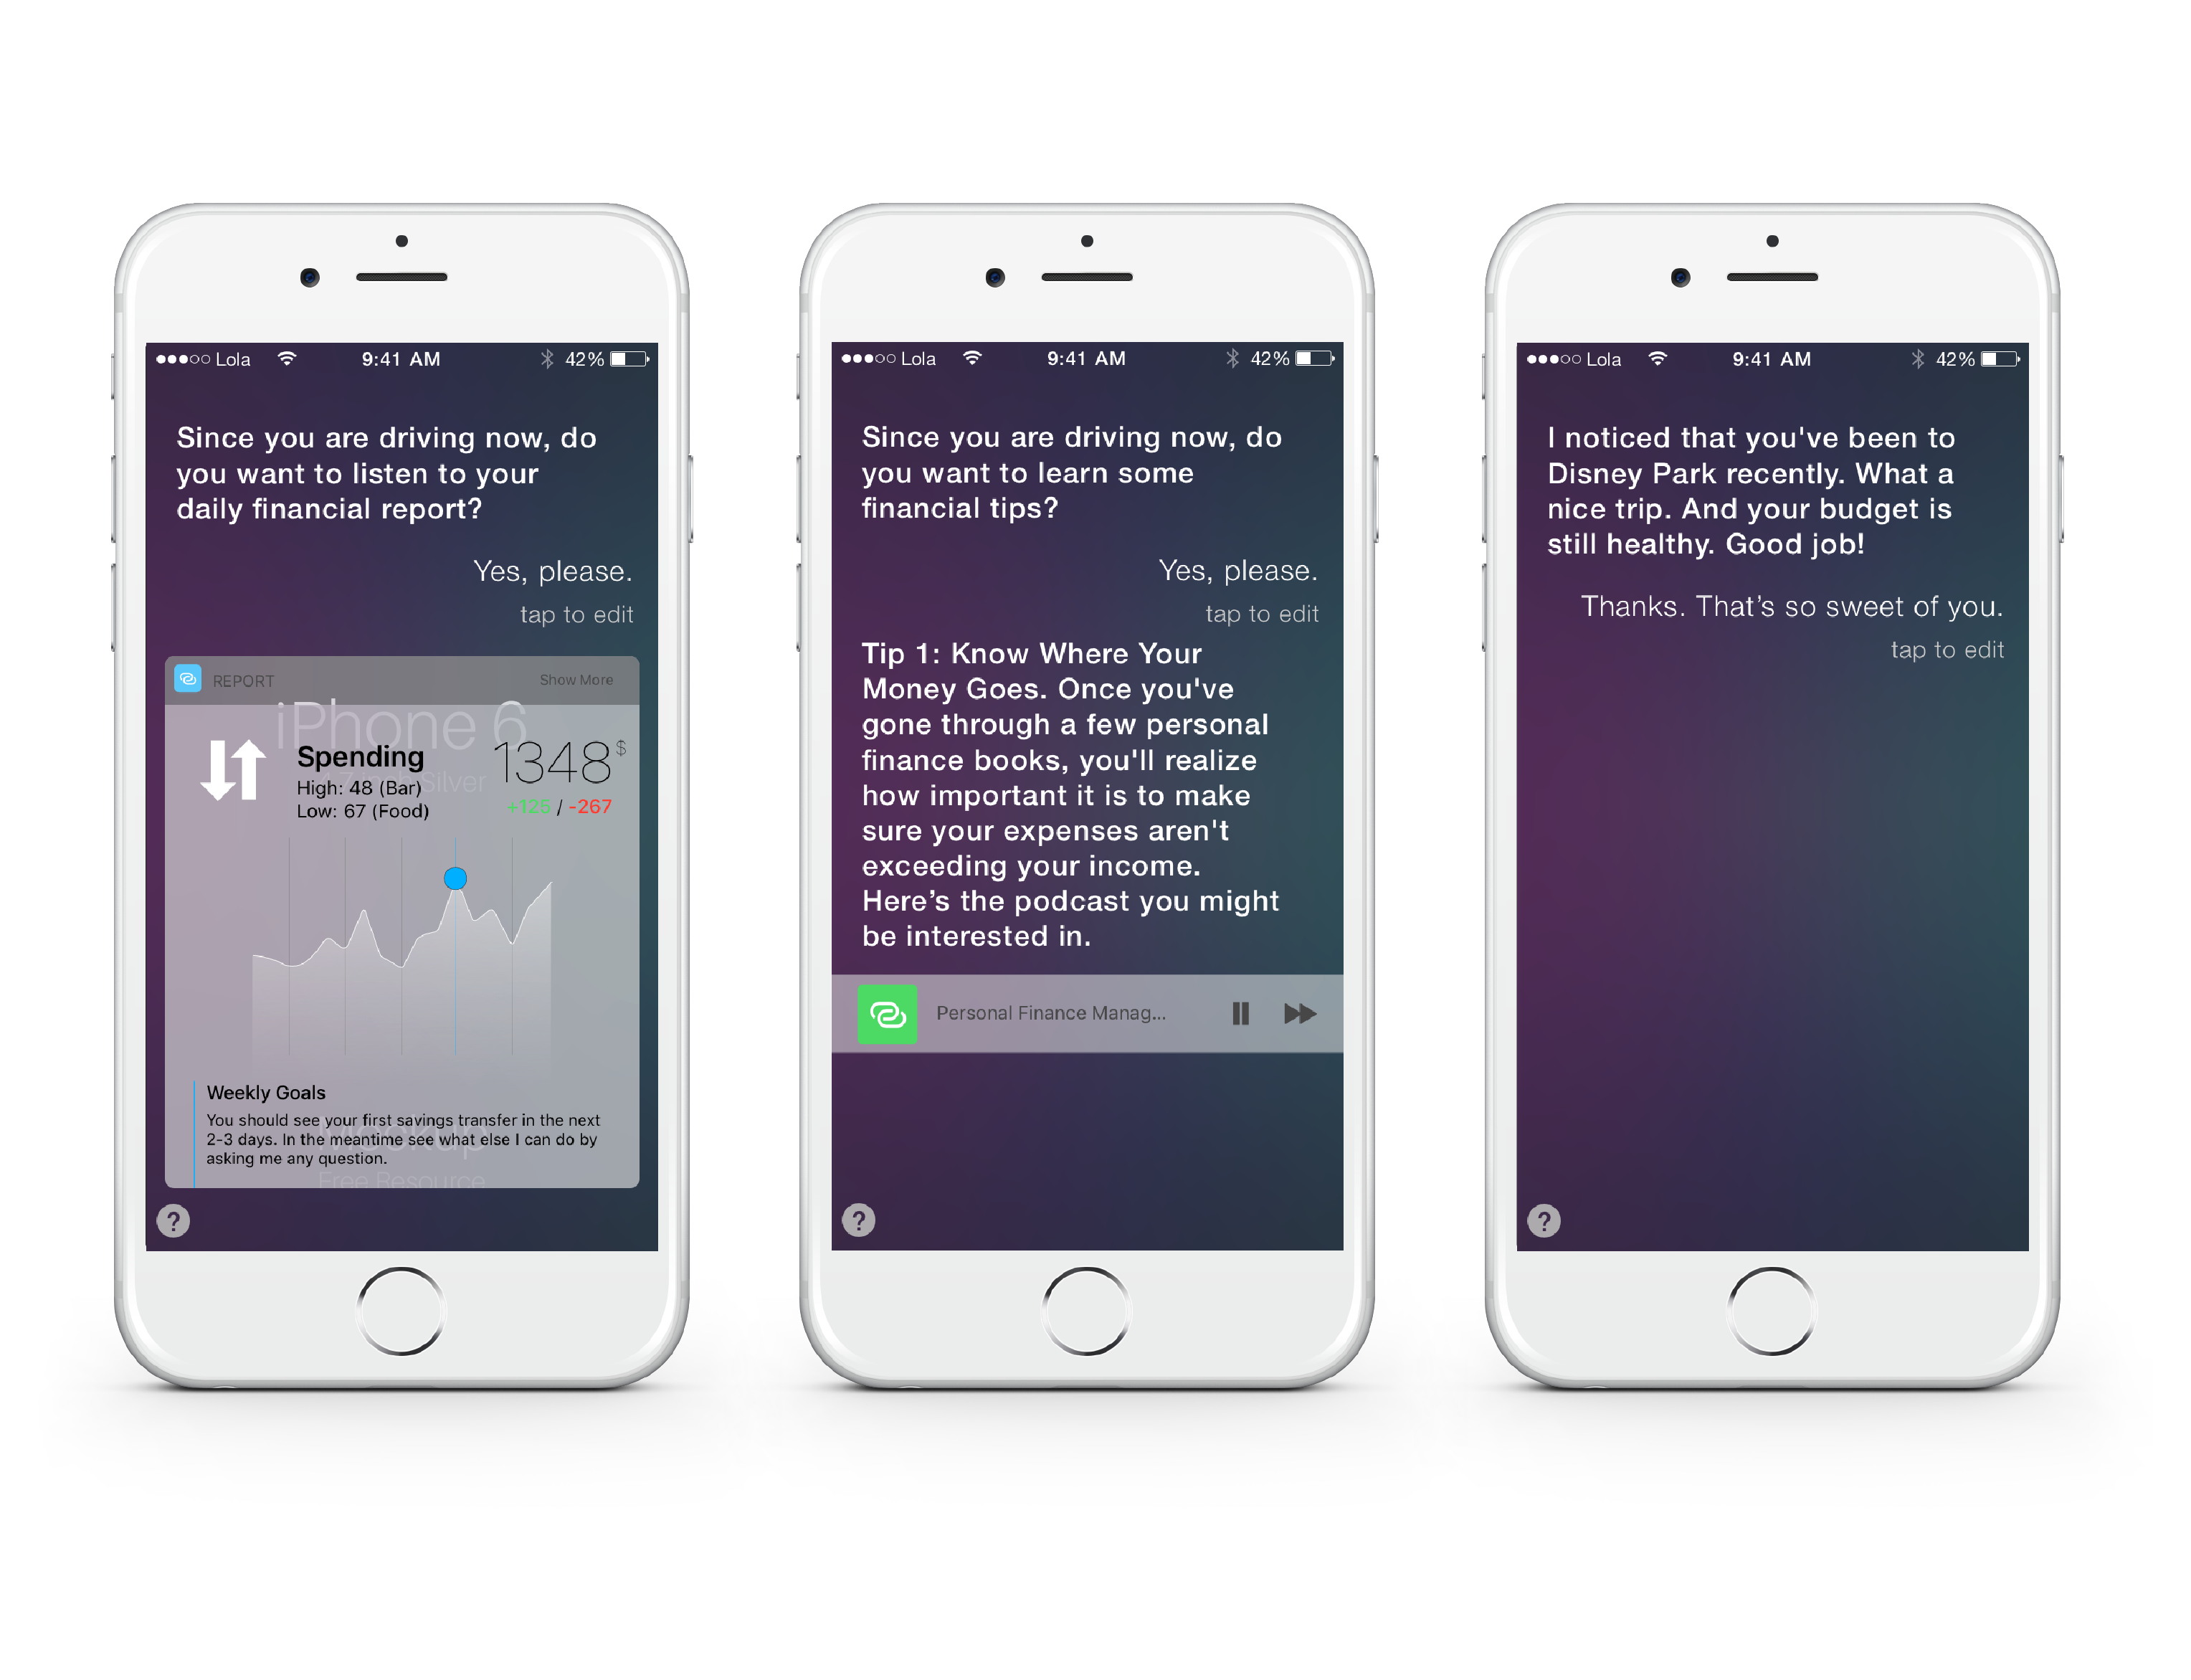 Lola
9:41 AM
42%
Since you are driving now, do
you want to listen to your
daily financial report?
Yes, please.
tap to edit
REPORT
Show More
iPhone 6
Spending
1348$
4.7 inch Silver
High: 48 (Bar)
Low: 67 (Food)
+125 / -267
Weekly Goals
You should see your first savings transfer in the next
2-3 days. In the meantime see what else I can do by
asking me any question.
Mockup
Free Resource
?
Lola
9:41 AM
42%
Since you are driving now, do
you want to learn some
financial tips?
Yes, please.
tap to edit
Tip 1: Know Where Your
Money Goes. Once you've
gone through a few personal
finance books, you'll realize
how important it is to make
sure your expenses aren't
exceeding your income.
Here’s the podcast you might
be interested in.
Personal Finance Manag...
?
Lola
9:41 AM
42%
I noticed that you've been to
Disney Park recently. What a
nice trip. And your budget is
still healthy. Good job!
Thanks. That’s so sweet of you.
tap to edit
?